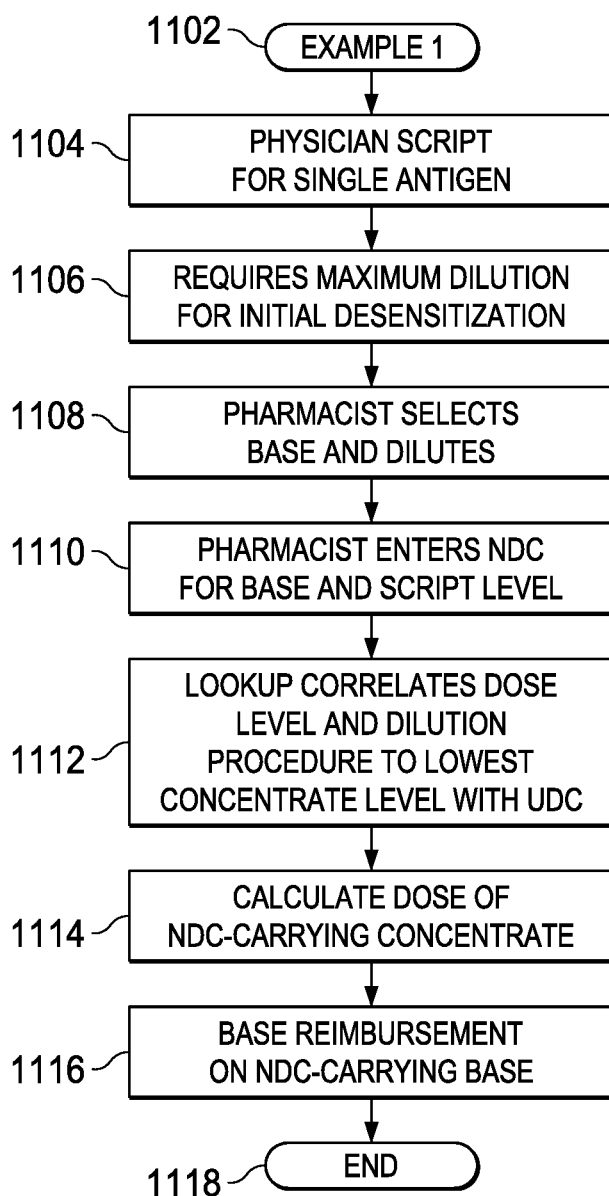 1102
EXAMPLE 1
1104
PHYSICIAN SCRIPT
FOR SINGLE ANTIGEN
1106
REQUIRES MAXIMUM DILUTION
FOR INITIAL DESENSITIZATION
1108
PHARMACIST SELECTS
BASE AND DILUTES
1110
PHARMACIST ENTERS NDC
FOR BASE AND SCRIPT LEVEL
1112
LOOKUP CORRELATES DOSE
LEVEL AND DILUTION
PROCEDURE TO LOWEST
CONCENTRATE LEVEL WITH UDC
1114
CALCULATE DOSE OF
NDC-CARRYING CONCENTRATE
1116
BASE REIMBURSEMENT
ON NDC-CARRYING BASE
1118
END